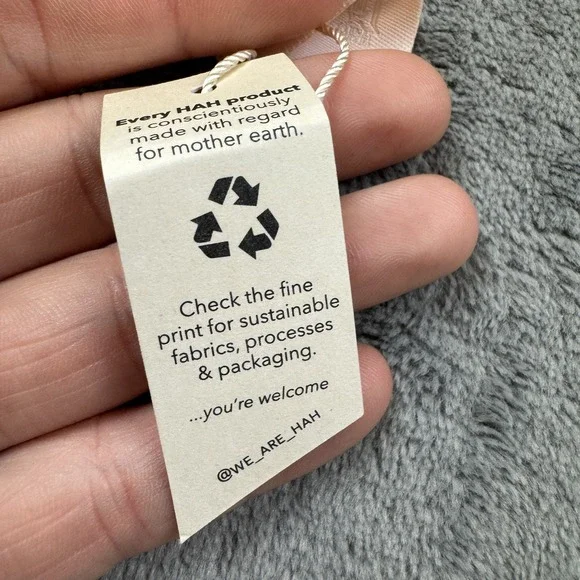 Every HAH product
is conscientiously
made with regard
for mother earth.
Check the fine
print for sustainable
fabrics, processes
& packaging.
...you're welcome
@WE_ARE_HAH